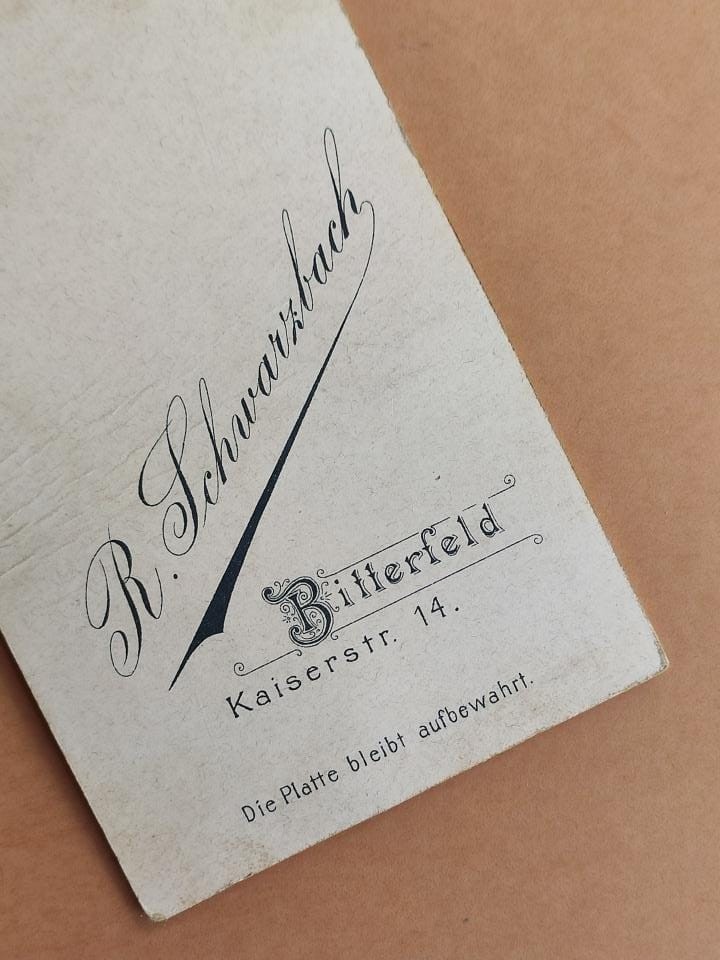 R. Schwarzbach
Bitterfeld
Kaiserstr. 14.
Die Platte bleibt aufbewahrt.